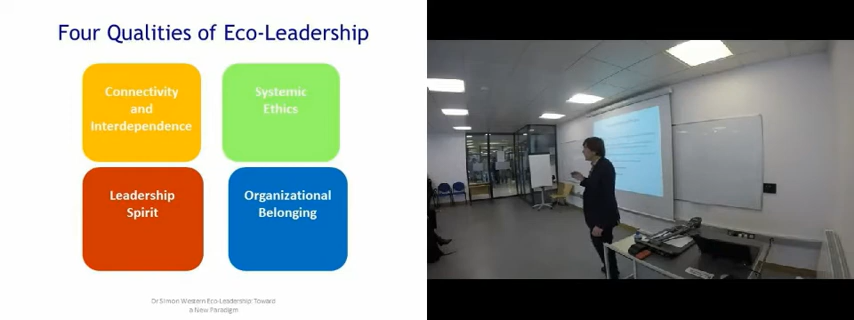 Four Qualities of Eco-Leadership
Connectivity
and
Interdependence
Systemic
Ethics
Leadership
Spirit
Organizational
Belonging
Dr Simon Western Eco-Leadership: Toward
a New Paradigm